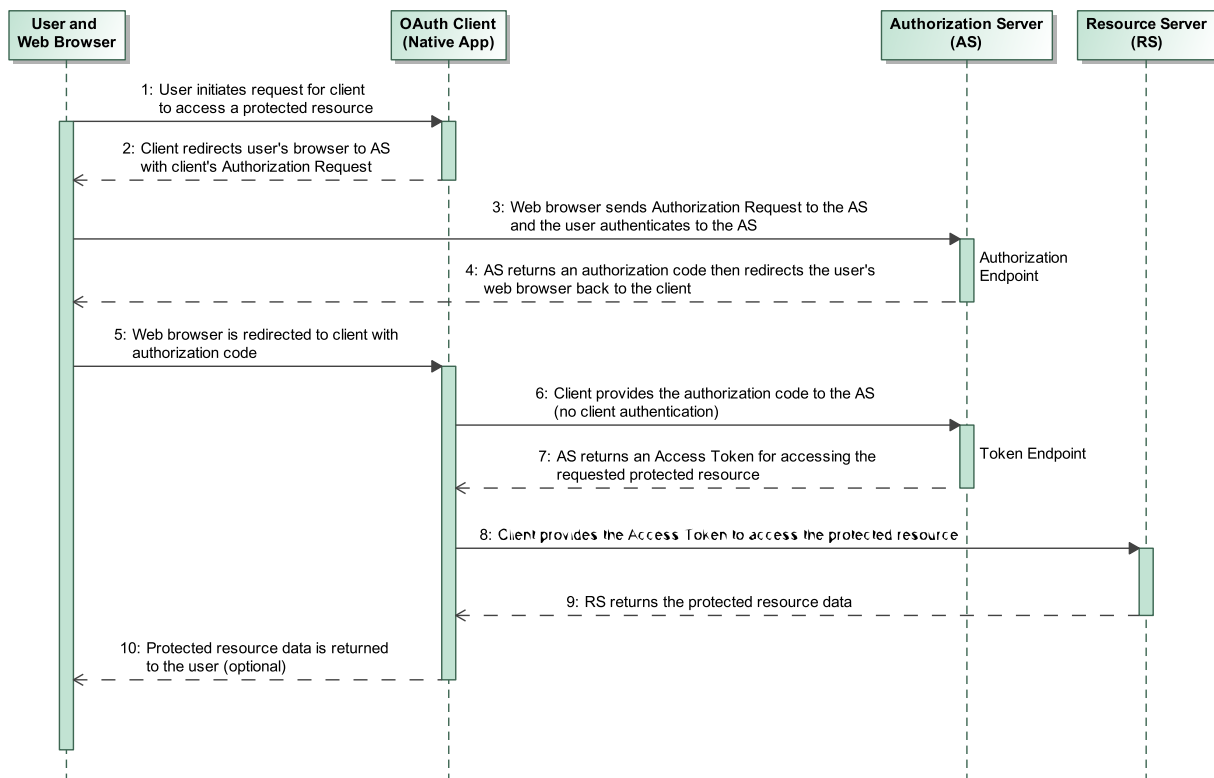 User and
Web Browser
OAuth Client
(Native App)
Authorization Server
(AS)
Resource Server
(RS)
1: User initiates request for client
to access a protected resource
2: Client redirects user's browser to AS
with client's Authorization Request
3: Web browser sends Authorization Request to the AS
and the user authenticates to the AS
Authorization
Endpoint
4: AS returns an authorization code then redirects the user's
web browser back to the client
5: Web browser is redirected to client with
authorization code
6: Client provides the authorization code to the AS
(no client authentication)
7: AS returns an Access Token for accessing the
requested protected resource
Token Endpoint
8: Client provides the Access Token to access the protected resource
9: RS returns the protected resource data
10: Protected resource data is returned
to the user (optional)